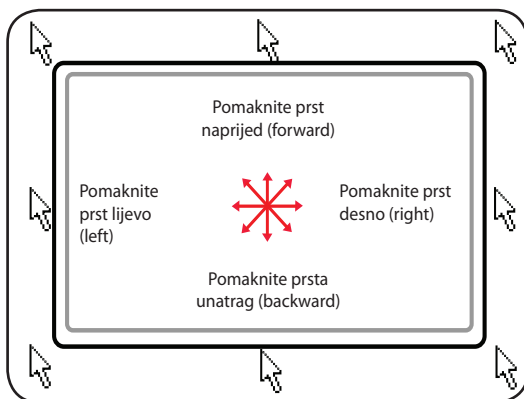 Pomaknite prst
naprijed (forward)
Pomaknite
prst lijevo
(left)
Pomaknite prst
desno (right)
Pomaknite prsta
unatrag (backward)